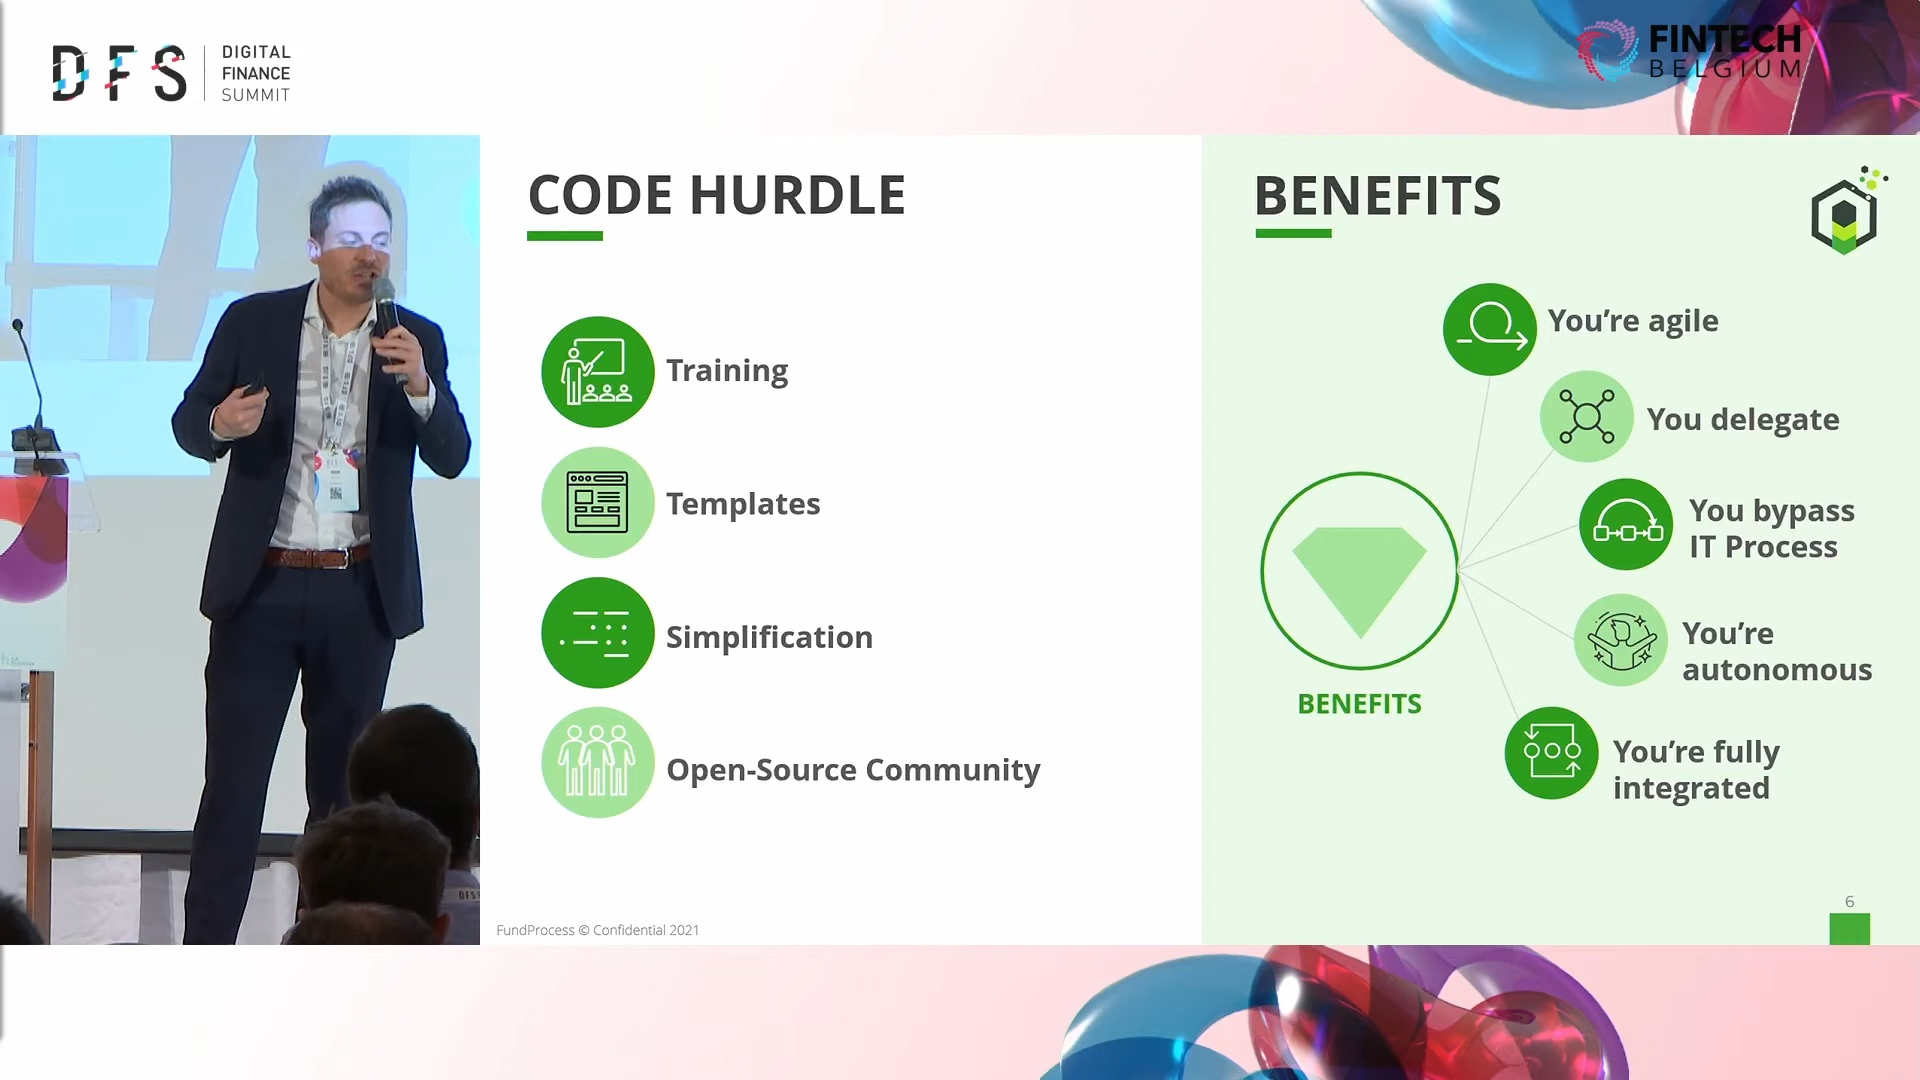 DFS
DIGITAL
FINANCE
SUMMIT
FINTECH
BELGIUM
CODE HURDLE
Training
Templates
Simplification
Open-Source Community
FundProcess © Confidential 2021
BENEFITS
You’re agile
You delegate
You bypass
IT Process
You’re
autonomous
You’re fully
integrated
BENEFITS
6